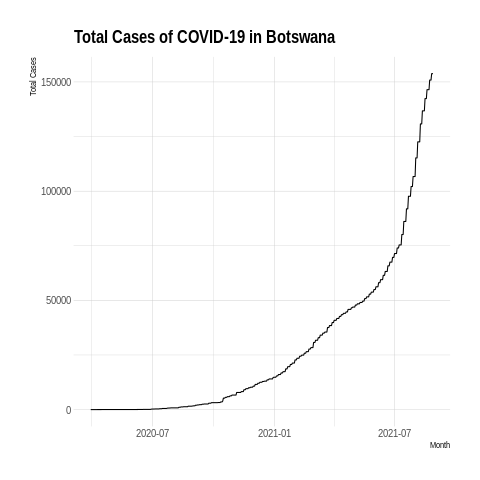 Total Cases of COVID-19 in Botswana
Total Cases
150000
100000
50000
0
2020-07
2021-01
2021-07
Month